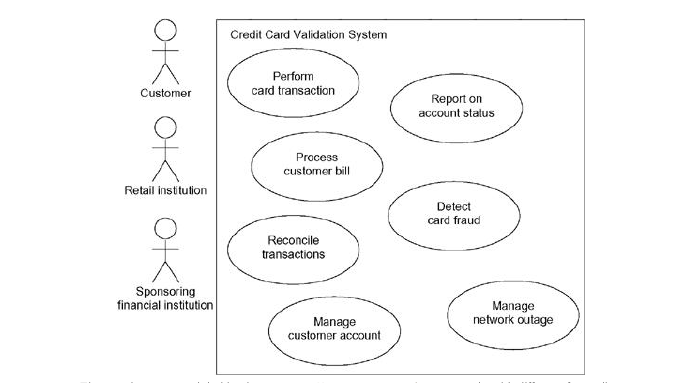 Credit Card Validation System
Perform
card transaction
Customer
Report on
account status
Process
customer bill
Retail institution
Detect
card fraud
Reconcile
transactions
Sponsoring
financial institution
Manage
customer account
Manage
network outage